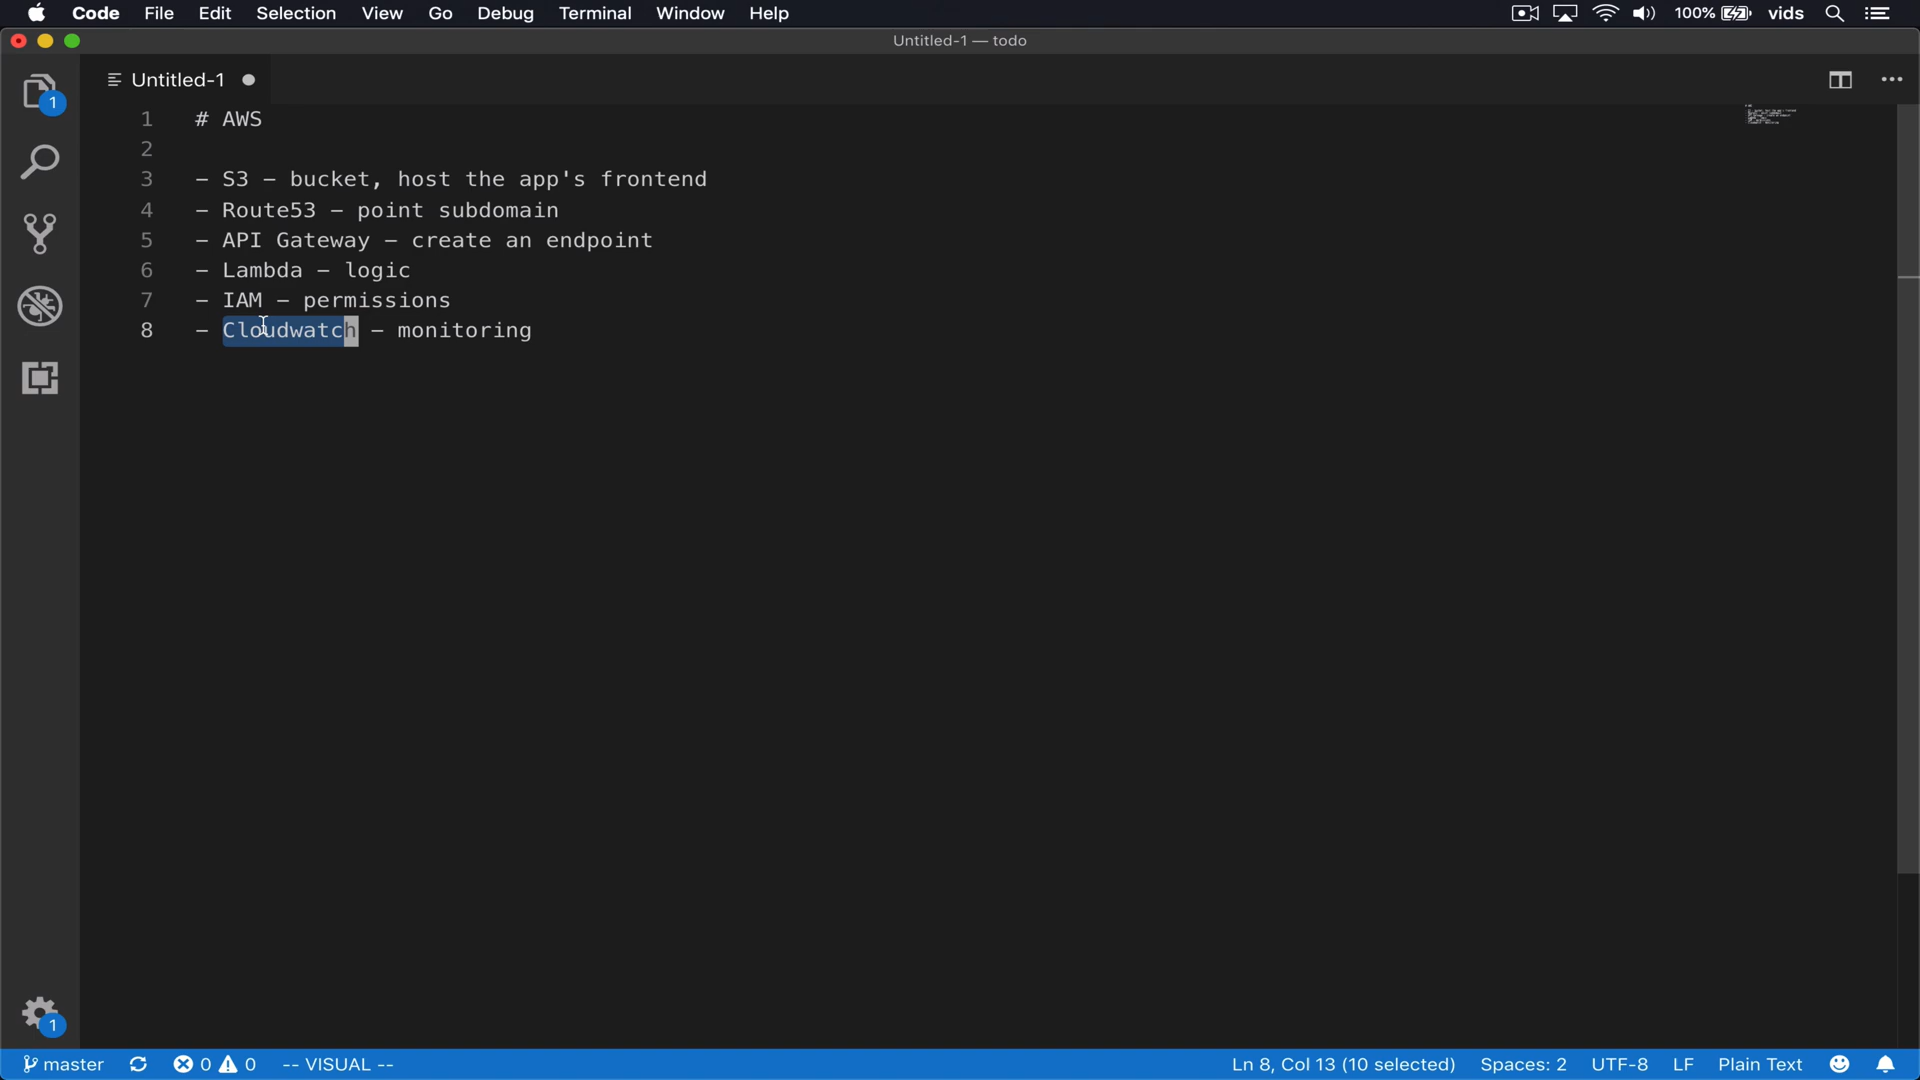 Code File Edit Selection View Go Debug Terminal Window Help 100% vids
Untitled-1 — todo
Untitled-1
1 # AWS
2
3 - S3 - bucket, host the app's frontend
4 - Route53 - point subdomain
5 - API Gateway - create an endpoint
6 - Lambda - logic
7 - IAM - permissions
8 - Cloudwatch - monitoring
1
1
master 0 0 -- VISUAL -- Ln 8, Col 13 (10 selected) Spaces: 2 UTF-8 LF Plain Text